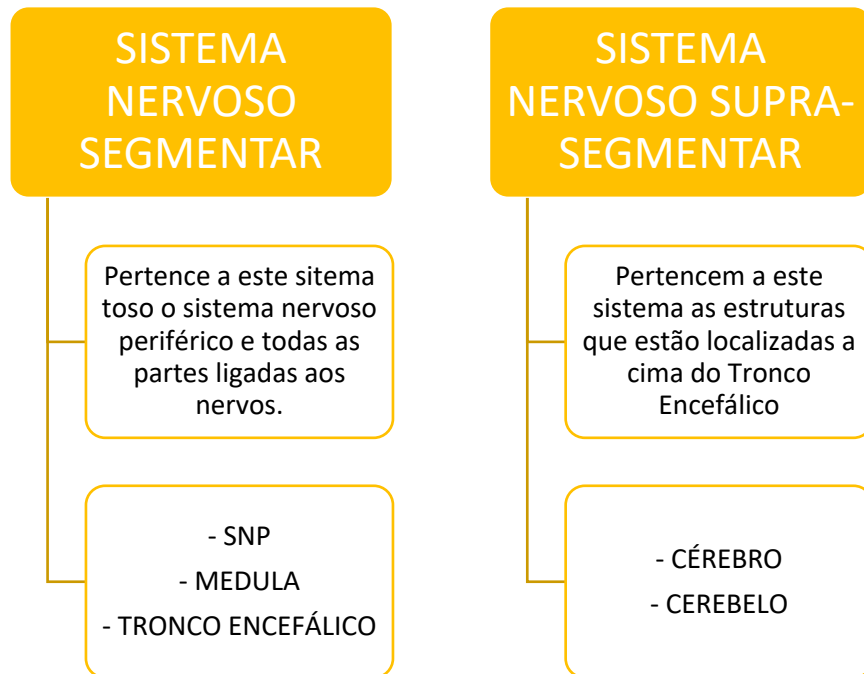 SISTEMA
NERVOSO
SEGMENTAR
Pertence a este sitema
toso o sistema nervoso
periférico e todas as
partes ligadas aos
nervos.
- SNP
- MEDULA
- TRONCO ENCEFÁLICO
SISTEMA
NERVOSO SUPRA-
SEGMENTAR
Pertencem a este
sistema as estruturas
que estão localizadas a
cima do Tronco
Encefálico
- CÉREBRO
- CEREBELO